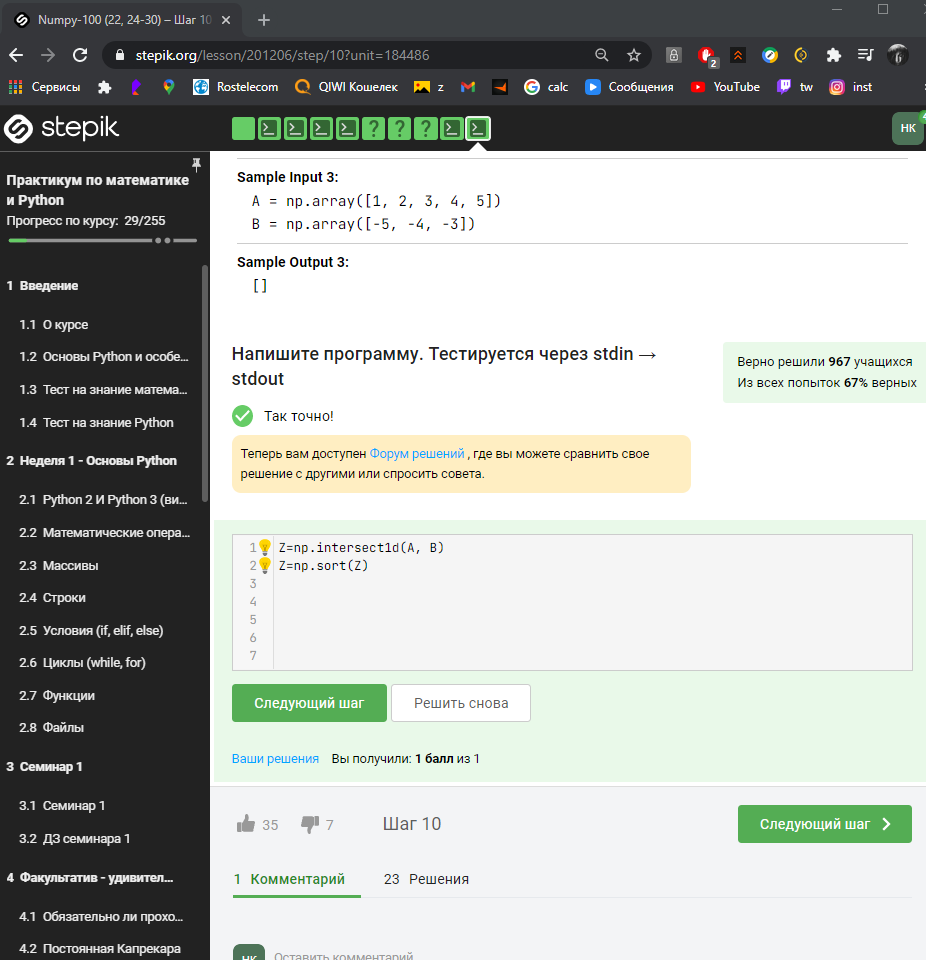 Numpy-100 (22, 24-30) – Шаг 10
stepik.org/lesson/201206/step/10?unit=184486
2
Сервисы
Rostelecom
QIWI Кошелек
z
calc
Сообщения
YouTube
tw
inst
stepik
НК
4
Практикум по математике
и Python
Прогресс по курсу: 29/255
1 Введение
1.1 О курсе
1.2 Основы Python и особе...
1.3 Тест на знание матема...
1.4 Тест на знание Python
2 Неделя 1 - Основы Python
2.1 Python 2 И Python 3 (ви...
2.2 Математические опера...
2.3 Массивы
2.4 Строки
2.5 Условия (if, elif, else)
2.6 Циклы (while, for)
2.7 Функции
2.8 Файлы
3 Семинар 1
3.1 Семинар 1
3.2 ДЗ семинара 1
4 Факультатив - удивител...
4.1 Обязательно ли прохо...
4.2 Постоянная Капрекара
Sample Input 3:
A = np.array([1, 2, 3, 4, 5])
B = np.array([-5, -4, -3])
Sample Output 3:
[]
Напишите программу. Тестируется через stdin →
stdout
Верно решили 967 учащихся
Из всех попыток 67% верных
Так точно!
Теперь вам доступен Форум решений , где вы можете сравнить свое
решение с другими или спросить совета.
1 Z=np.intersect1d(A, B)
2 Z=np.sort(Z)
3
4
5
6
7
Следующий шаг
Решить снова
Ваши решения Вы получили: 1 балл из 1
35
7
Шаг 10
Следующий шаг
1 Комментарий
23 Решения
НК
Оставить комментарий